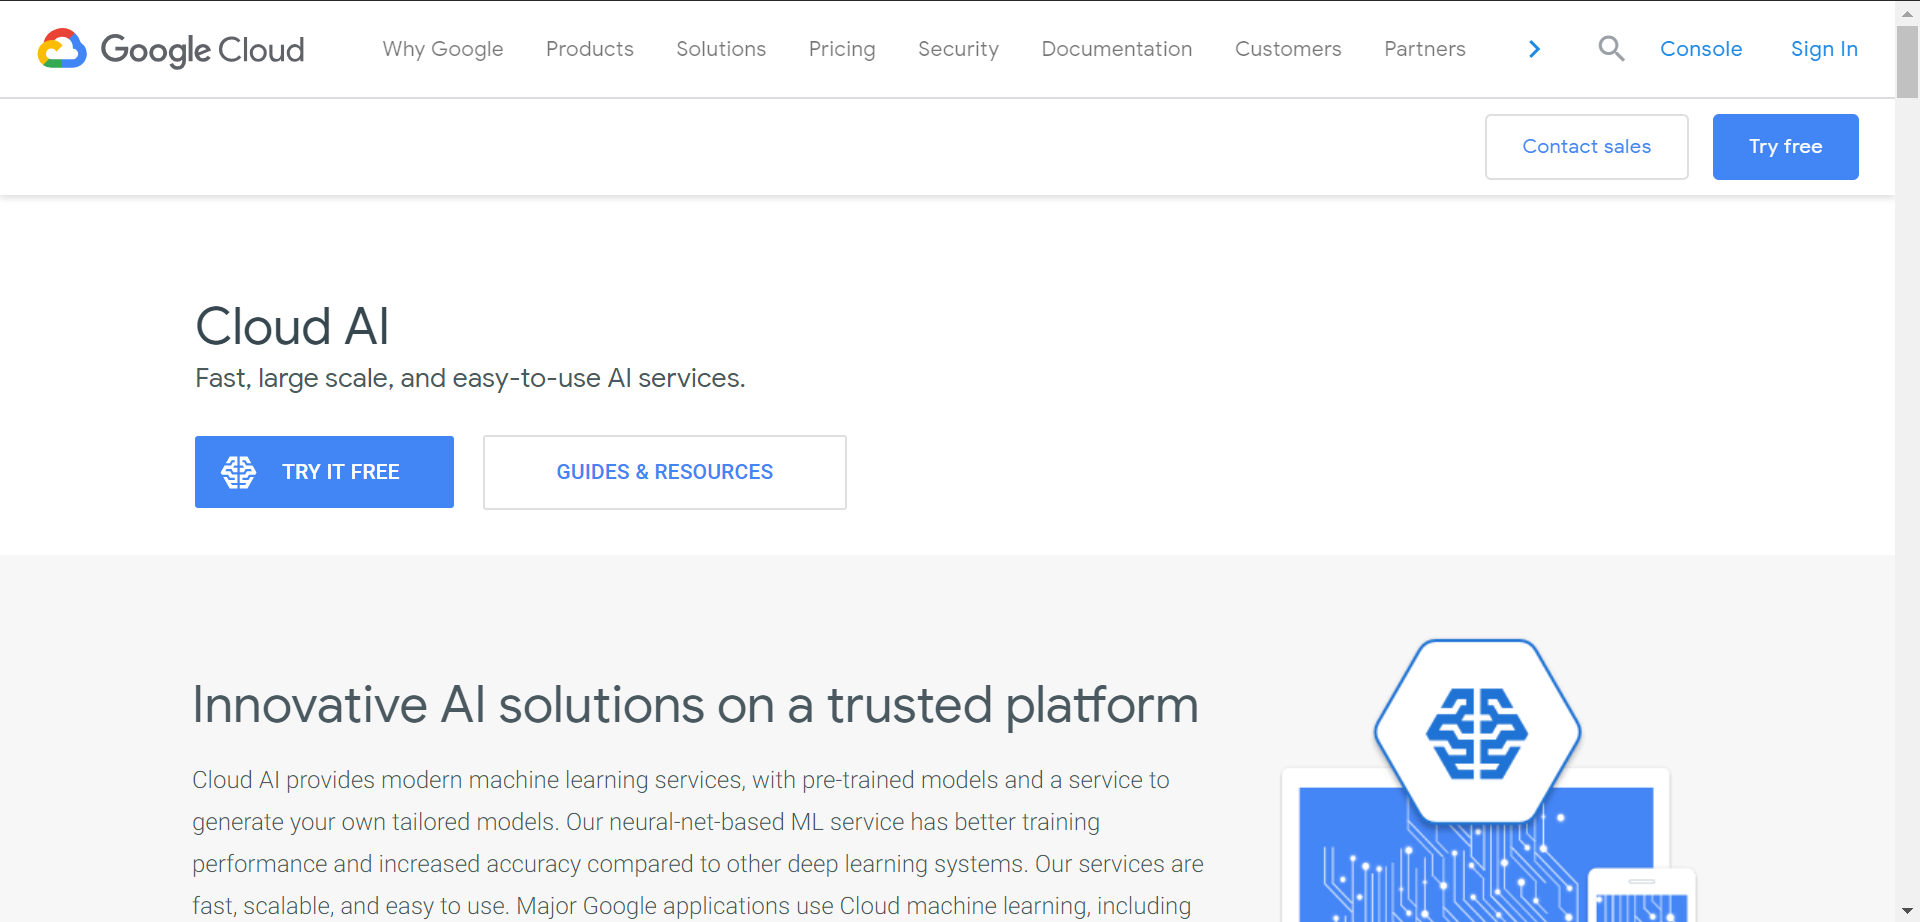 Google Cloud Why Google Products Solutions Pricing Security Documentation Customers Partners Console Sign In
Contact sales Try free
Cloud AI
Fast, large scale, and easy-to-use AI services.
TRY IT FREE GUIDES & RESOURCES
Innovative AI solutions on a trusted platform
Cloud AI provides modern machine learning services, with pre-trained models and a service to
generate your own tailored models. Our neural-net-based ML service has better training
performance and increased accuracy compared to other deep learning systems. Our services are
fast, scalable, and easy to use. Major Google applications use Cloud machine learning, including